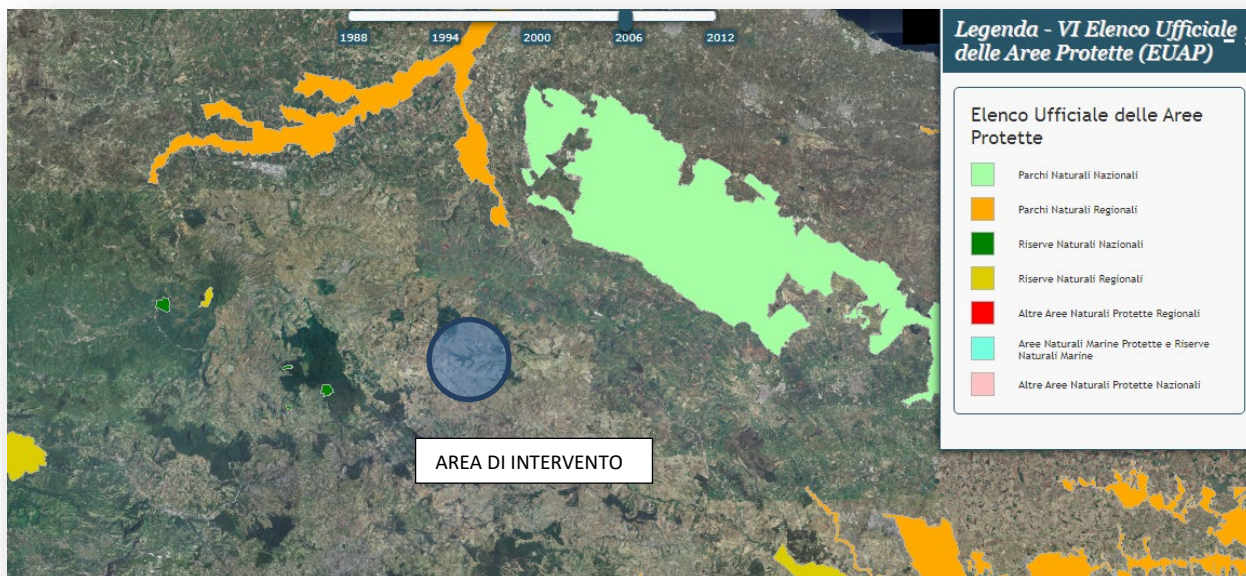 1988 1994 2000 2006 2012
Legenda - VI Elenco Ufficiale
delle Aree Protette (EUAP)
Elenco Ufficiale delle Aree
Protette
Parchi Naturali Nazionali
Parchi Naturali Regionali
Riserve Naturali Nazionali
Riserve Naturali Regionali
Altre Aree Naturali Protette Regionali
Aree Naturali Marine Protette e Riserve
Naturali Marine
Altre Aree Naturali Protette Nazionali
AREA DI INTERVENTO